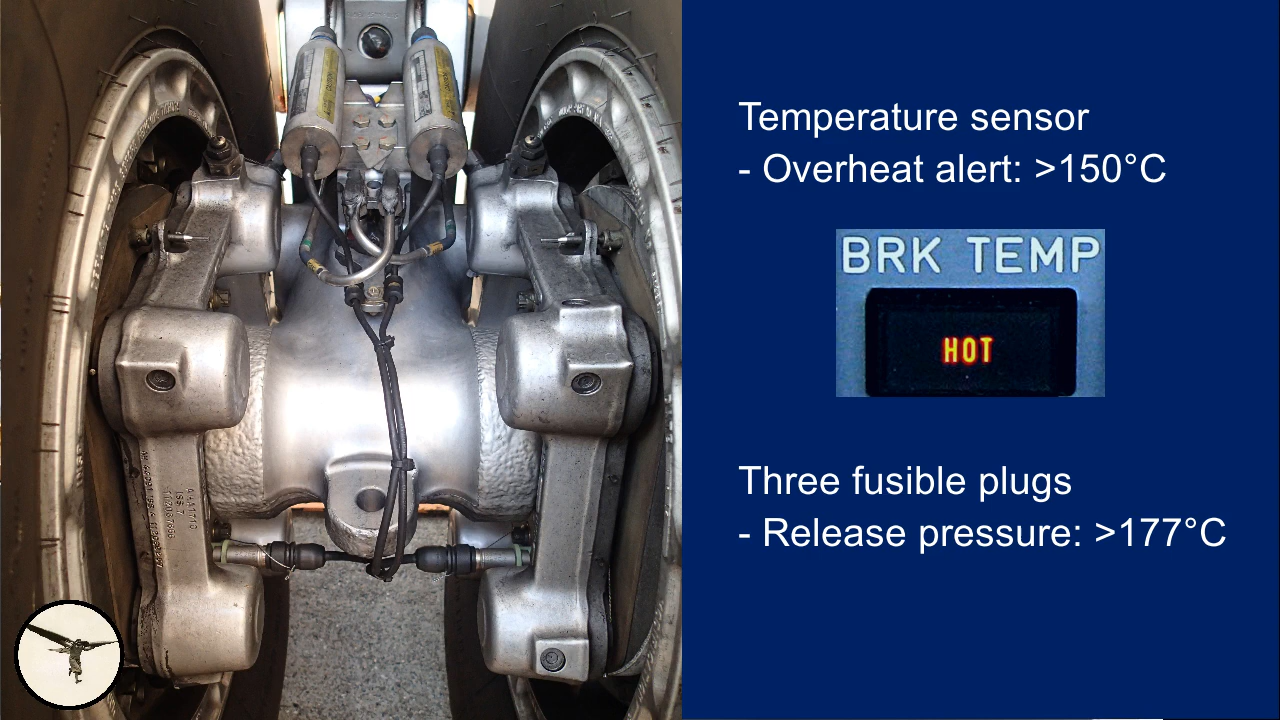 Temperature sensor
- Overheat alert: >150°C
BRK TEMP
HOT
Three fusible plugs
- Release pressure: >177°C